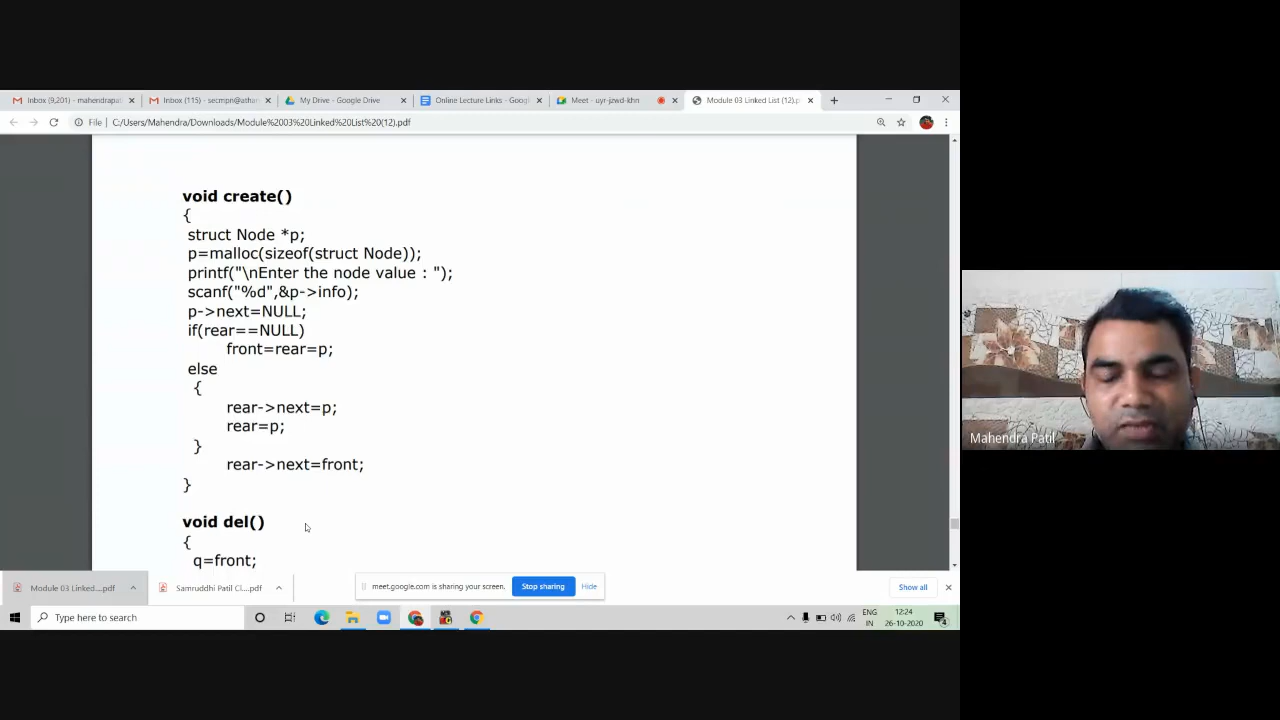 Inbox (9,201) - mahendrapat
Inbox (115) - secmpn@athar
My Drive - Google Drive
Online Lecture Links - Googl
Meet - uyr-jzwd-khn
Module 03 Linked List (12).p
File
C:/Users/Mahendra/Downloads/Module%2003%20Linked%20List%20(12).pdf
void create()
{
struct Node *p;
p=malloc(sizeof(struct Node));
printf("\nEnter the node value : ");
scanf("%d",&p->info);
p->next=NULL;
if(rear==NULL)
front=rear=p;
else
{
rear->next=p;
rear=p;
}
rear->next=front;
}
void del()
{
q=front;
Mahendra Patil
Module 03 Linked....pdf
Samruddhi Patil Cl....pdf
meet.google.com is sharing your screen.
Stop sharing
Hide
Show all
Type here to search
ENG
IN
12:24
26-10-2020
4